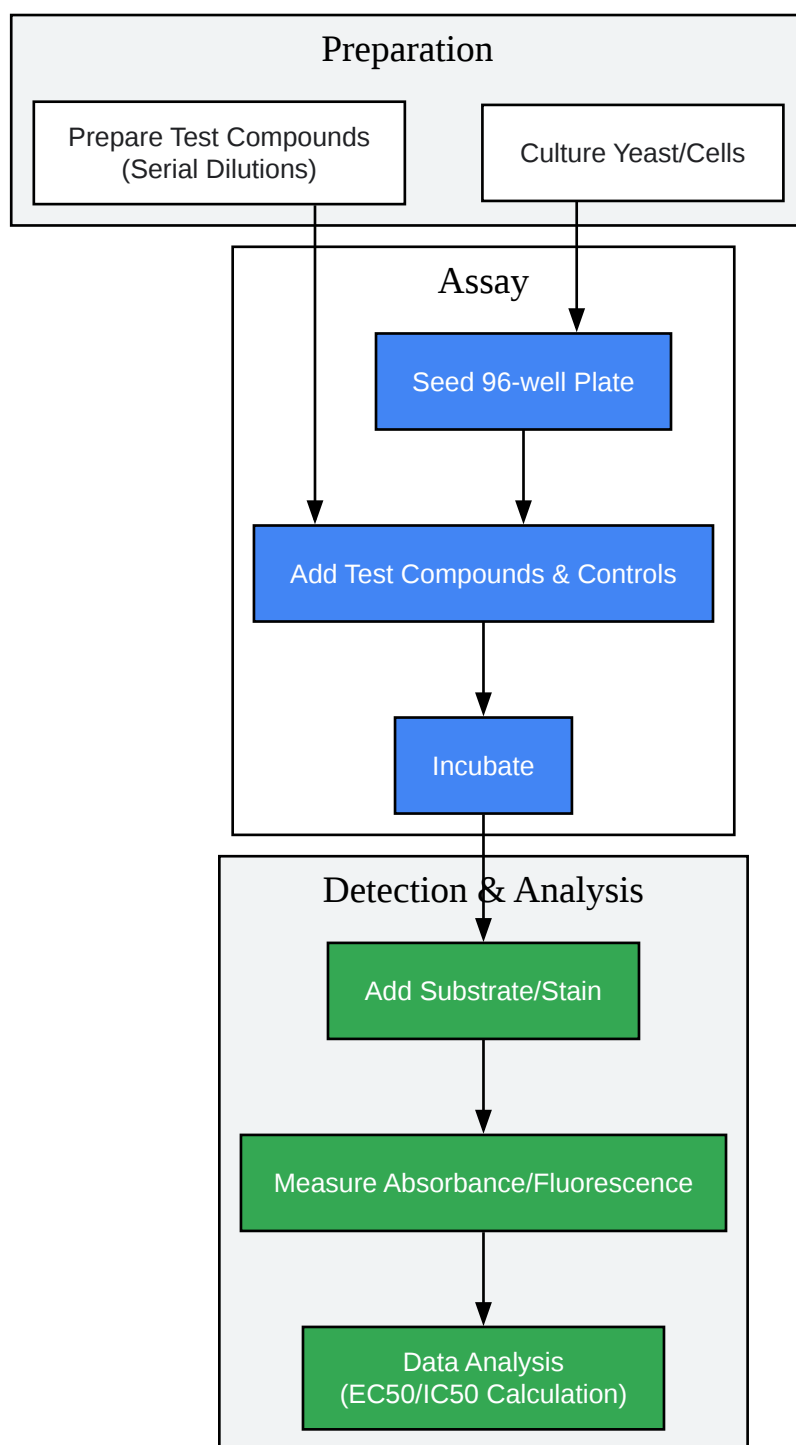 Preparation
Prepare Test Compounds
(Serial Dilutions)
Culture Yeast/Cells
Assay
Seed 96-well Plate
Add Test Compounds & Controls
Incubate
Detection & Analysis
Add Substrate/Stain
Measure Absorbance/Fluorescence
Data Analysis
(EC50/IC50 Calculation)